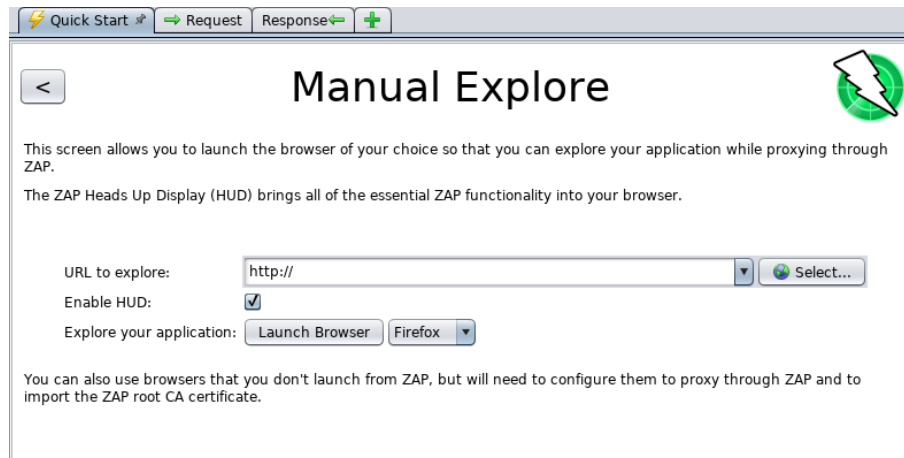 Quick Start Request Response
< Manual Explore
This screen allows you to launch the browser of your choice so that you can explore your application while proxying through
ZAP.
The ZAP Heads Up Display (HUD) brings all of the essential ZAP functionality into your browser.
URL to explore: http:// Select...
Enable HUD:
Explore your application: Launch Browser Firefox
You can also use browsers that you don't launch from ZAP, but will need to configure them to proxy through ZAP and to
import the ZAP root CA certificate.